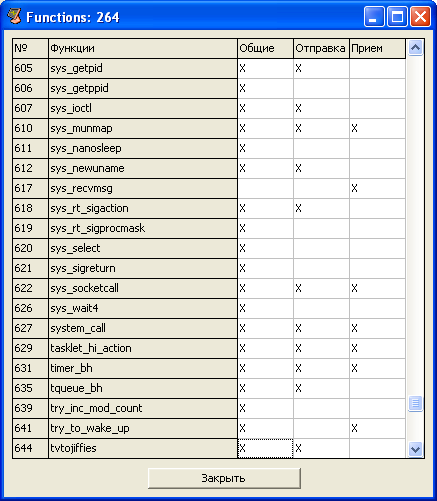 Functions: 264
№ Функции Общие Отправка Прием
605 sys_getpid X X
606 sys_getppid X
607 sys_ioctl X X
610 sys_munmap X X X
611 sys_nanosleep X
612 sys_newuname X X
617 sys_recvmsg X
618 sys_rt_sigaction X X
619 sys_rt_sigprocmask X
620 sys_select X
621 sys_sigreturn X
622 sys_socketcall X X X
626 sys_wait4 X
627 system_call X X X
629 tasklet_hi_action X X X
631 timer_bh X X X
635 tqueue_bh X X
639 try_inc_mod_count X
641 try_to_wake_up X X
644 tvtojiffies X X
Закрыть